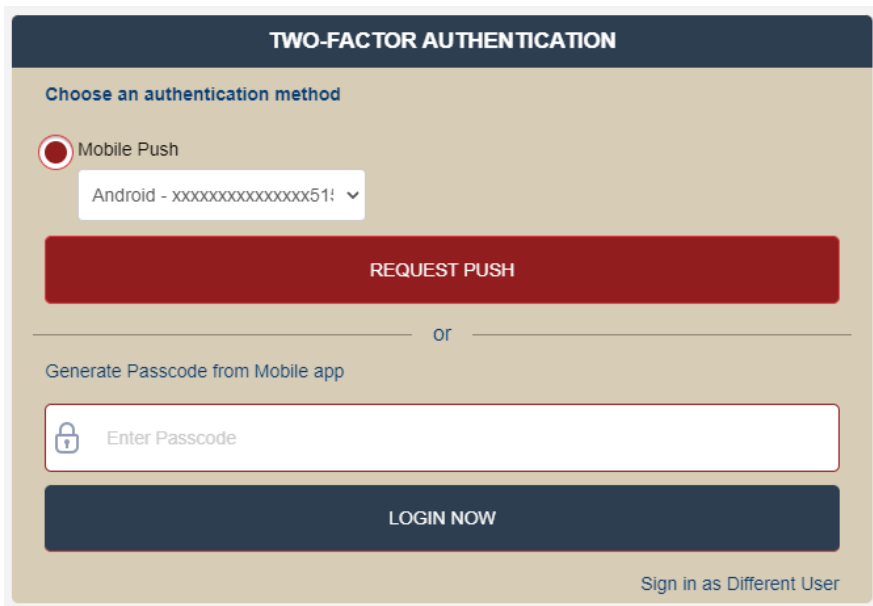 TWO-FACTOR AUTHENTICATION
Choose an authentication method
Mobile Push
Android - xxxxxxxxxxxxxxx515
REQUEST PUSH
or
Generate Passcode from Mobile app
Enter Passcode
LOGIN NOW
Sign in as Different User